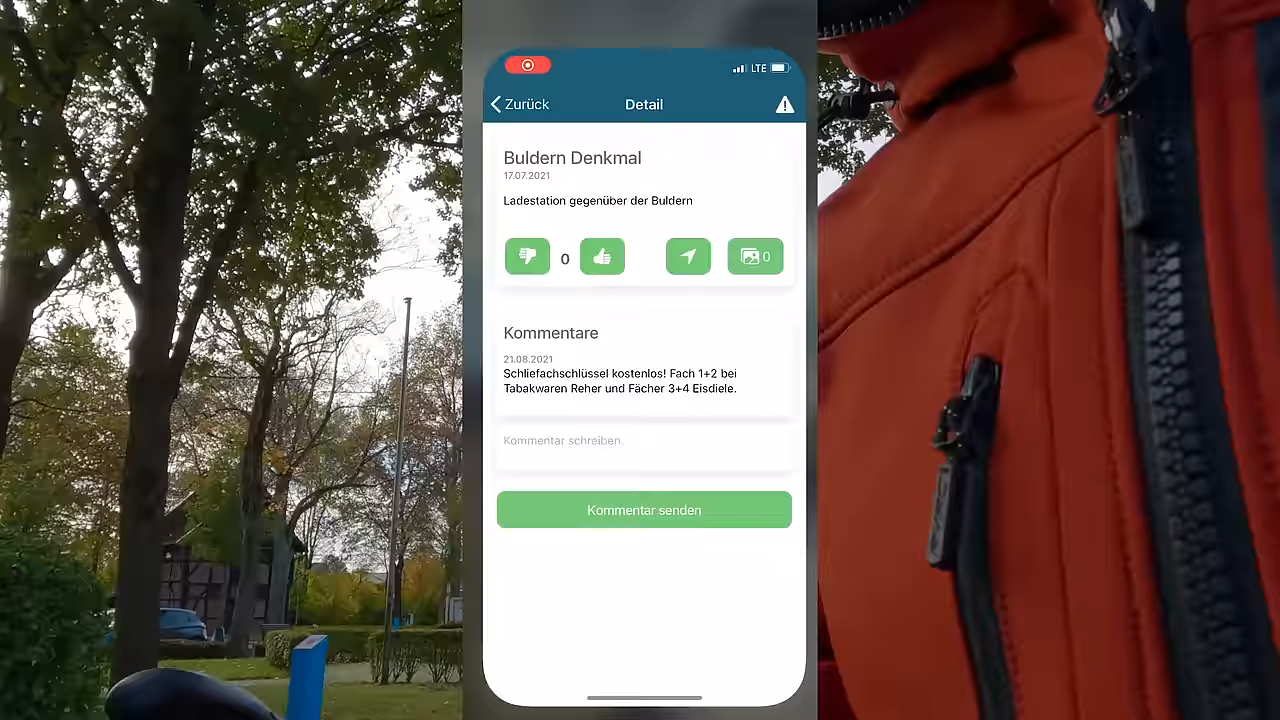 LTE
Zurück
Detail
Buldern Denkmal
17.07.2021
Ladestation gegenüber der Buldern
0
0
Kommentare
21.08.2021
Schliefachschlüssel kostenlos! Fach 1+2 bei
Tabakwaren Reher und Fächer 3+4 Eisdiele.
Kommentar schreiben.
Kommentar senden